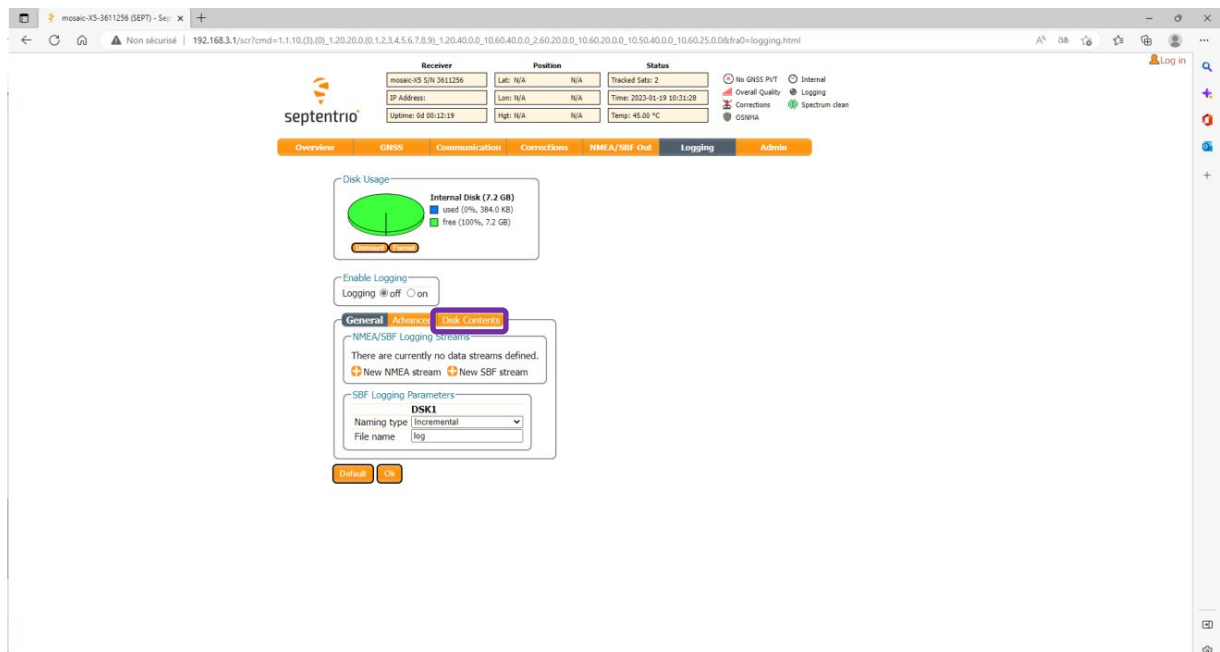 mosaic-X5-3611256 (SEPT) - Sep
Non sécurisé | 192.168.3.1/scr?cmd=1.1.10.(3).(0)_1.20.20.0.(0,1,2,3,4,5,6,7,8,9)_1.20.40.0.0_10.60.40.0.0_2.60.20.0.0_10.60.20.0.0_10.50.40.0.0_10.60.25.0.0&fra0=logging.html
Log in
septentrio
Receiver Position Status
mosaic-X5 S/N 3611256 Lat: N/A N/A Tracked Sats: 2
IP Address: Lon: N/A N/A Time: 2023-01-19 10:31:28
Uptime: 0d 00:12:19 Hgt: N/A N/A Temp: 45.00 °C
No GNSS PVT Internal
Overall Quality Logging
Corrections Spectrum clean
OSNMA
Overview GNSS Communication Corrections NMEA/SBF Out Logging Admin
Disk Usage
Internal Disk (7.2 GB)
used (0%, 384.0 KB)
free (100%, 7.2 GB)
Unmount Format
Enable Logging
Logging off on
General Advanced Disk Contents
NMEA/SBF Logging Streams
There are currently no data streams defined.
New NMEA stream New SBF stream
SBF Logging Parameters
DSK1
Naming type Incremental
File name log
Default Ok